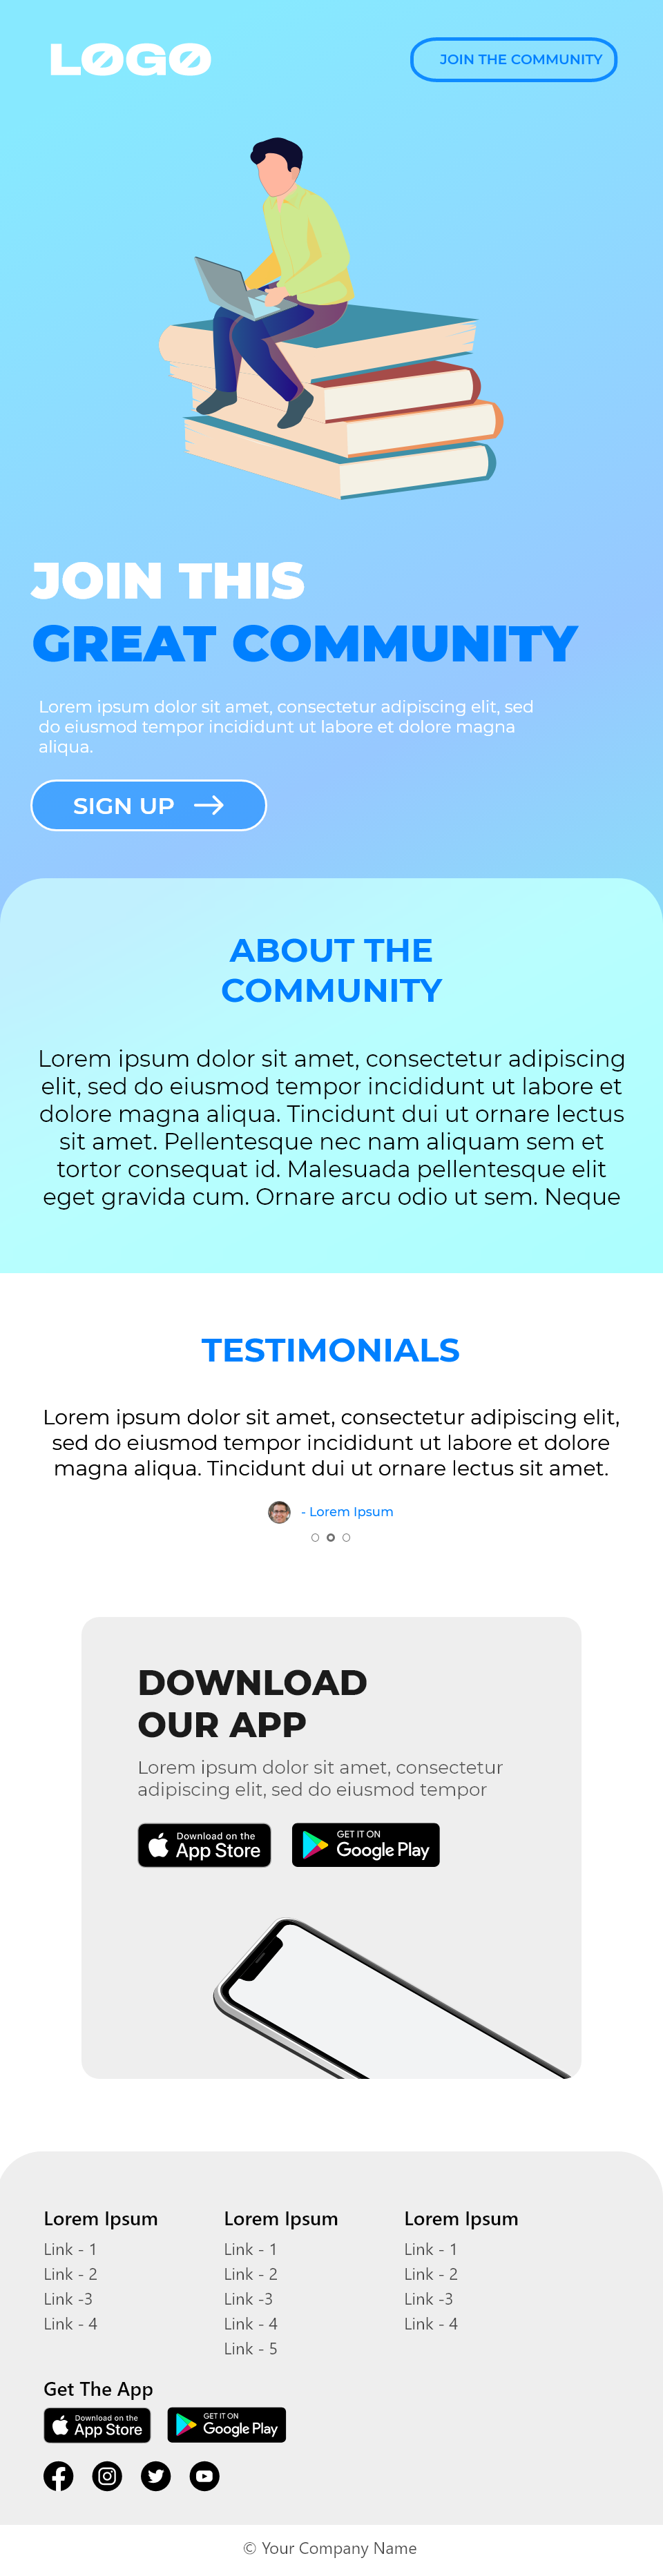 LØGØ
JOIN THE COMMUNITY
JOIN THIS
GREAT COMMUNITY
Lorem ipsum dolor sit amet, consectetur adipiscing elit, sed
do eiusmod tempor incididunt ut labore et dolore magna
aliqua.
SIGN UP
ABOUT THE
COMMUNITY
Lorem ipsum dolor sit amet, consectetur adipiscing
elit, sed do eiusmod tempor incididunt ut labore et
dolore magna aliqua. Tincidunt dui ut ornare lectus
sit amet. Pellentesque nec nam aliquam sem et
tortor consequat id. Malesuada pellentesque elit
eget gravida cum. Ornare arcu odio ut sem. Neque
TESTIMONIALS
Lorem ipsum dolor sit amet, consectetur adipiscing elit,
sed do eiusmod tempor incididunt ut labore et dolore
magna aliqua. Tincidunt dui ut ornare lectus sit amet.
- Lorem Ipsum
DOWNLOAD
OUR APP
Lorem ipsum dolor sit amet, consectetur
adipiscing elit, sed do eiusmod tempor
Download on the
App Store
GET IT ON
Google Play
Lorem Ipsum
Link - 1
Link - 2
Link -3
Link - 4
Lorem Ipsum
Link - 1
Link - 2
Link -3
Link - 4
Link - 5
Lorem Ipsum
Link - 1
Link - 2
Link -3
Link - 4
Get The App
Download on the
App Store
GET IT ON
Google Play
© Your Company Name